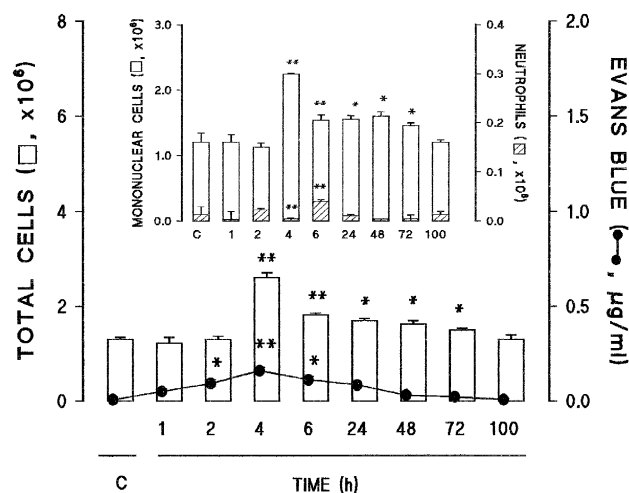 8
6
4
2
0
TOTAL CELLS (□, x10⁶)
3.0
2.0
1.0
0.0
MONONUCLEAR CELLS (□, x10⁶)
** ** * * *
** **
C 1 2 4 6 24 48 72 100
0.4
0.3
0.2
0.1
0.0
NEUTROPHILS (▨, x10⁶)
2.0
1.5
1.0
0.5
0.0
EVANS BLUE (●—●, µg/ml)
** ** * * *
* ** *
1 2 4 6 24 48 72 100
C TIME (h)